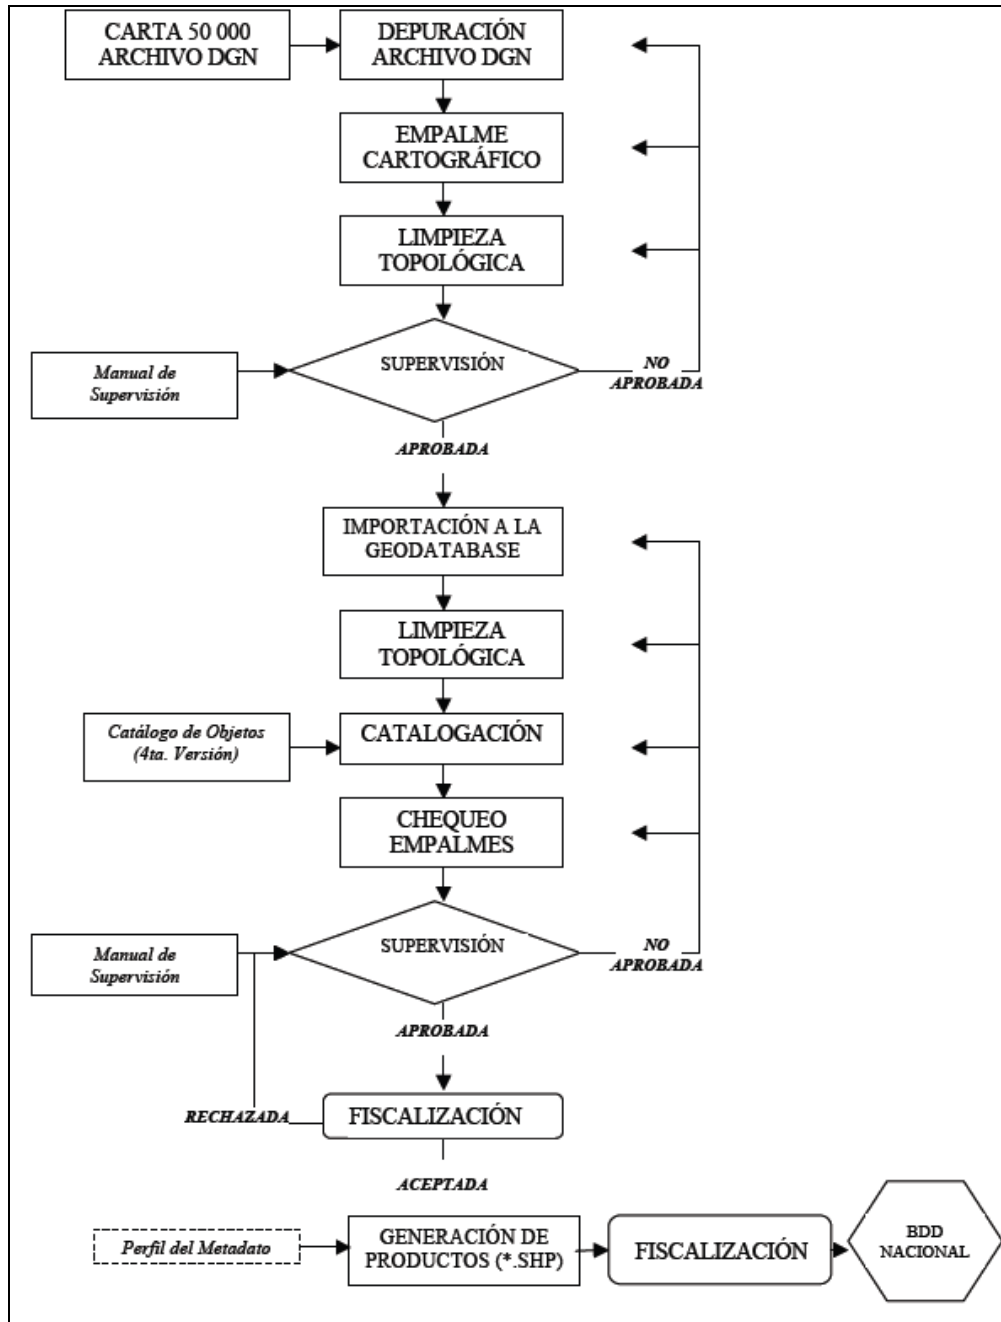 CARTA 50 000
ARCHIVO DGN
DEPURACIÓN
ARCHIVO DGN
EMPALME
CARTOGRÁFICO
LIMPIEZA
TOPOLÓGICA
Manual de
Supervisión
SUPERVISIÓN
NO
APROBADA
APROBADA
IMPORTACIÓN A LA
GEODATABASE
LIMPIEZA
TOPOLÓGICA
Catálogo de Objetos
(4ta. Versión)
CATALOGACIÓN
CHEQUEO
EMPALMES
Manual de
Supervisión
SUPERVISIÓN
NO
APROBADA
APROBADA
RECHAZADA
FISCALIZACIÓN
ACEPTADA
Perfil del Metadato
GENERACIÓN DE
PRODUCTOS (*.SHP)
FISCALIZACIÓN
BDD
NACIONAL